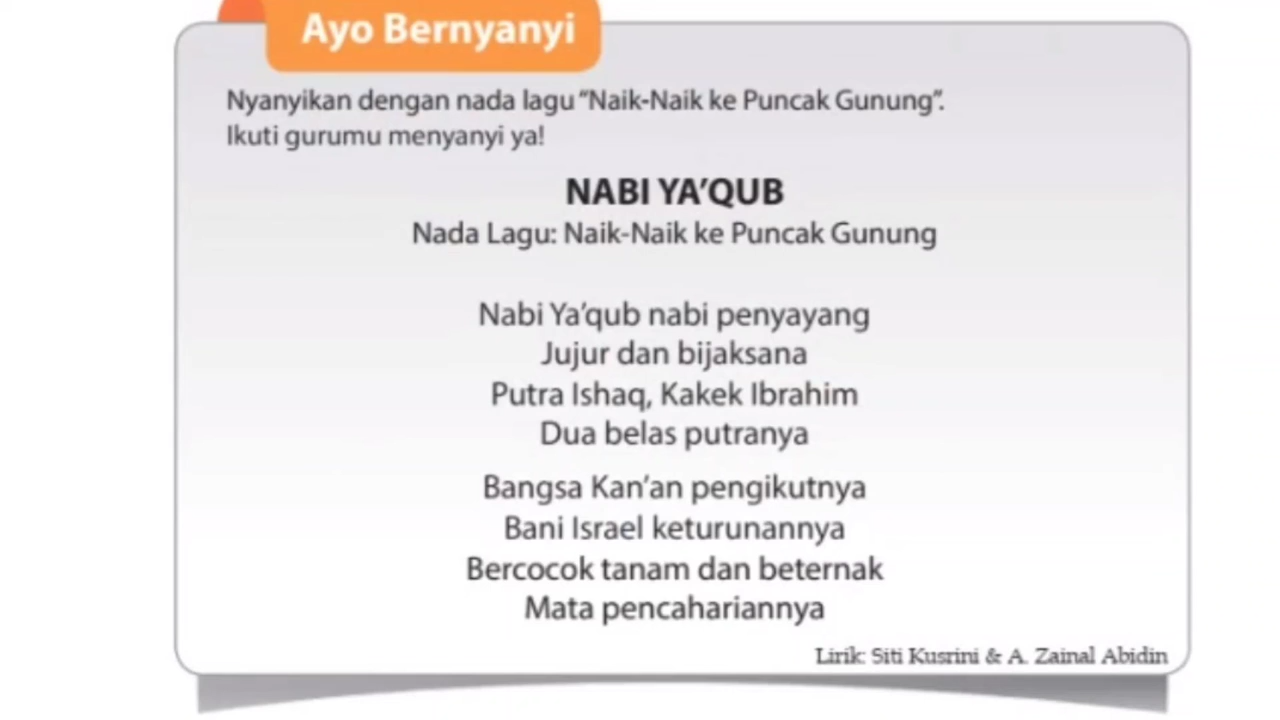 Ayo Bernyanyi
Nyanyikan dengan nada lagu “Naik-Naik ke Puncak Gunung”.
Ikuti gurumu menyanyi ya!
NABI YA’QUB
Nada Lagu: Naik-Naik ke Puncak Gunung
Nabi Ya’qub nabi penyayang
Jujur dan bijaksana
Putra Ishaq, Kakek Ibrahim
Dua belas putranya
Bangsa Kan’an pengikutnya
Bani Israel keturunannya
Bercocok tanam dan beternak
Mata pencahariannya
Lirik: Siti Kusrini & A. Zainal Abidin